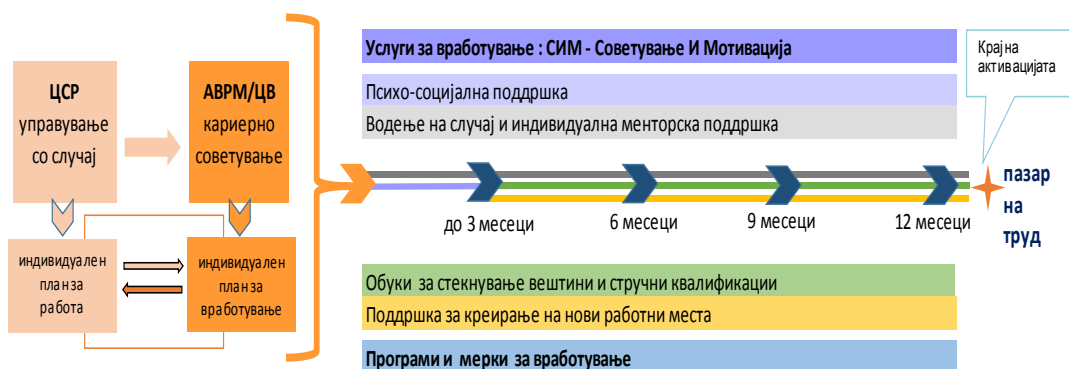 ЦСР
управување
со случај
АВРМ/ЦВ
кариерно
советување
индивидуален
план за
работа
индивидуален
план за
вработување
Услуги за вработување : СИМ - Советување И Мотивација
Психо-социјална поддршка
Водење на случај и индивидуална менторска поддршка
Крај на
активацијата
до 3 месеци
6 месеци
9 месеци
12 месеци
пазар
на
труд
Обуки за стекнување вештини и стручни квалификации
Поддршка за креирање на нови работни места
Програми и мерки за вработување